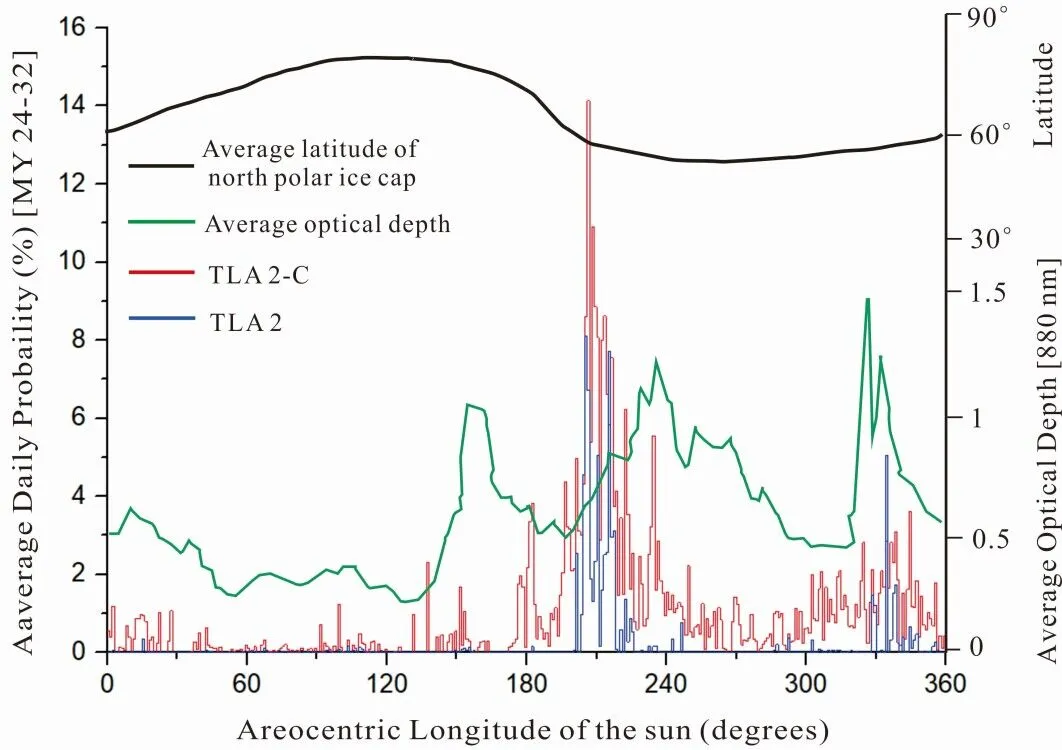 Aaverage Daily Probaility (%) [MY 24-32]
16
14
12
10
8
6
4
2
0
Average latitude of
north polar ice cap
Average optical depth
TLA 2-C
TLA 2
90°
60°
30°
1.5
1
0.5
0
Latitude
Average Optical Depth [880 nm]
0
60
120
180
240
300
360
Areocentric Longitude of the sun (degrees)